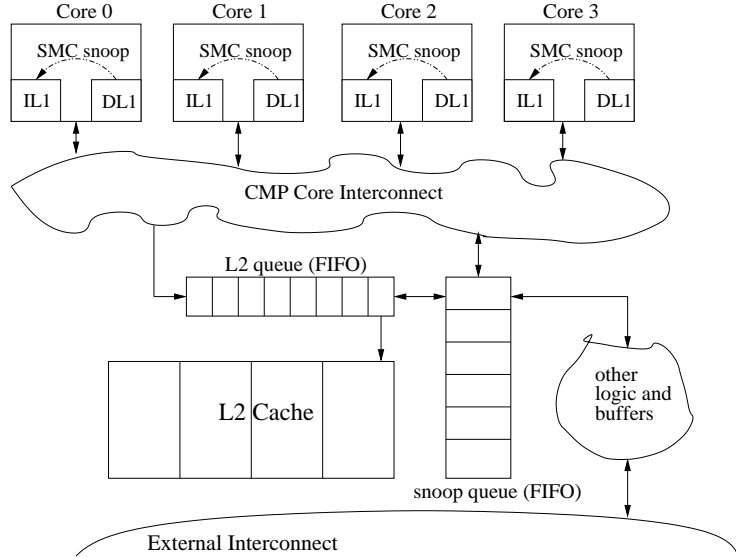 Core 0
Core 1
Core 2
Core 3
SMC snoop
SMC snoop
SMC snoop
SMC snoop
IL1
DL1
IL1
DL1
IL1
DL1
IL1
DL1
CMP Core Interconnect
L2 queue (FIFO)
L2 Cache
other
logic and
buffers
snoop queue (FIFO)
External Interconnect